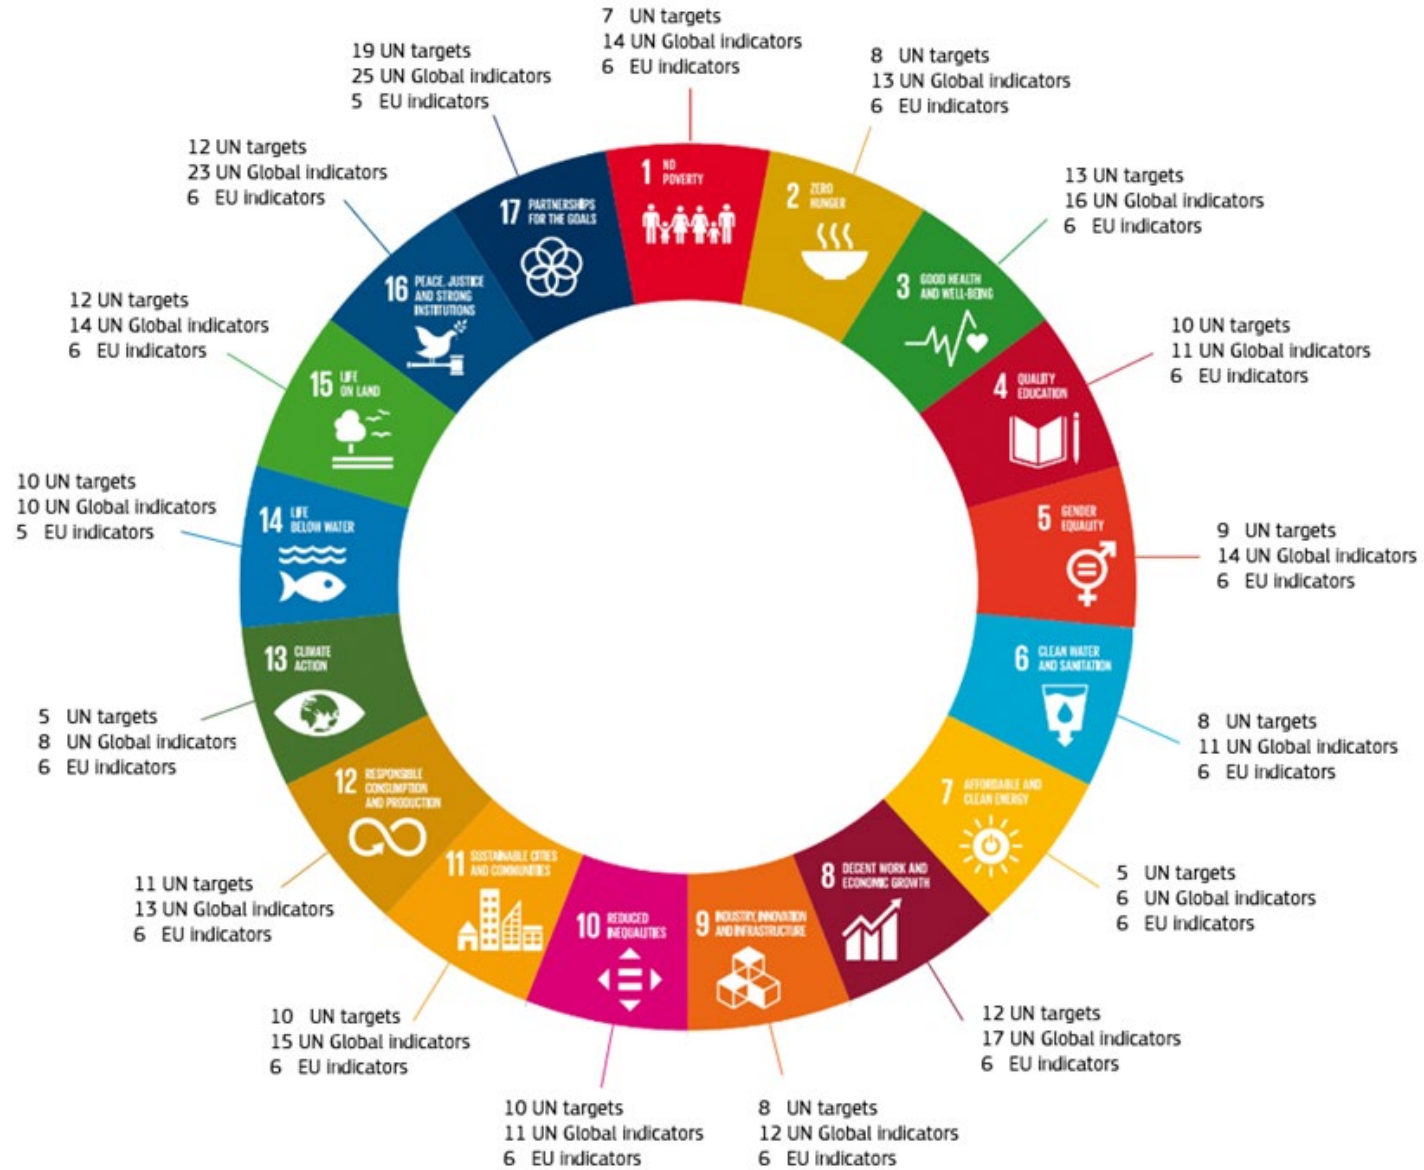 7 UN targets
14 UN Global indicators
6 EU indicators
8 UN targets
13 UN Global indicators
6 EU indicators
13 UN targets
16 UN Global indicators
6 EU indicators
10 UN targets
11 UN Global indicators
6 EU indicators
9 UN targets
14 UN Global indicators
6 EU indicators
8 UN targets
11 UN Global indicators
6 EU indicators
5 UN targets
6 UN Global indicators
6 EU indicators
12 UN targets
17 UN Global indicators
6 EU indicators
8 UN targets
12 UN Global indicators
6 EU indicators
10 UN targets
11 UN Global indicators
6 EU indicators
10 UN targets
15 UN Global indicators
6 EU indicators
11 UN targets
13 UN Global indicators
6 EU indicators
5 UN targets
8 UN Global indicators
6 EU indicators
10 UN targets
10 UN Global indicators
5 EU indicators
12 UN targets
14 UN Global indicators
6 EU indicators
12 UN targets
23 UN Global indicators
6 EU indicators
19 UN targets
25 UN Global indicators
5 EU indicators
1 NO
POVERTY
2 ZERO
HUNGER
3 GOOD HEALTH
AND WELL-BEING
4 QUALITY
EDUCATION
5 GENDER
EQUALITY
6 CLEAN WATER
AND SANITATION
7 AFFORDABLE AND
CLEAN ENERGY
8 DECENT WORK AND
ECONOMIC GROWTH
9 INDUSTRY, INNOVATION
AND INFRASTRUCTURE
10 REDUCED
INEQUALITIES
11 SUSTAINABLE CITIES
AND COMMUNITIES
12 RESPONSIBLE
CONSUMPTION
AND PRODUCTION
13 CLIMATE
ACTION
14 LIFE
BELOW WATER
15 LIFE
ON LAND
16 PEACE, JUSTICE
AND STRONG
INSTITUTIONS
17 PARTNERSHIPS
FOR THE GOALS